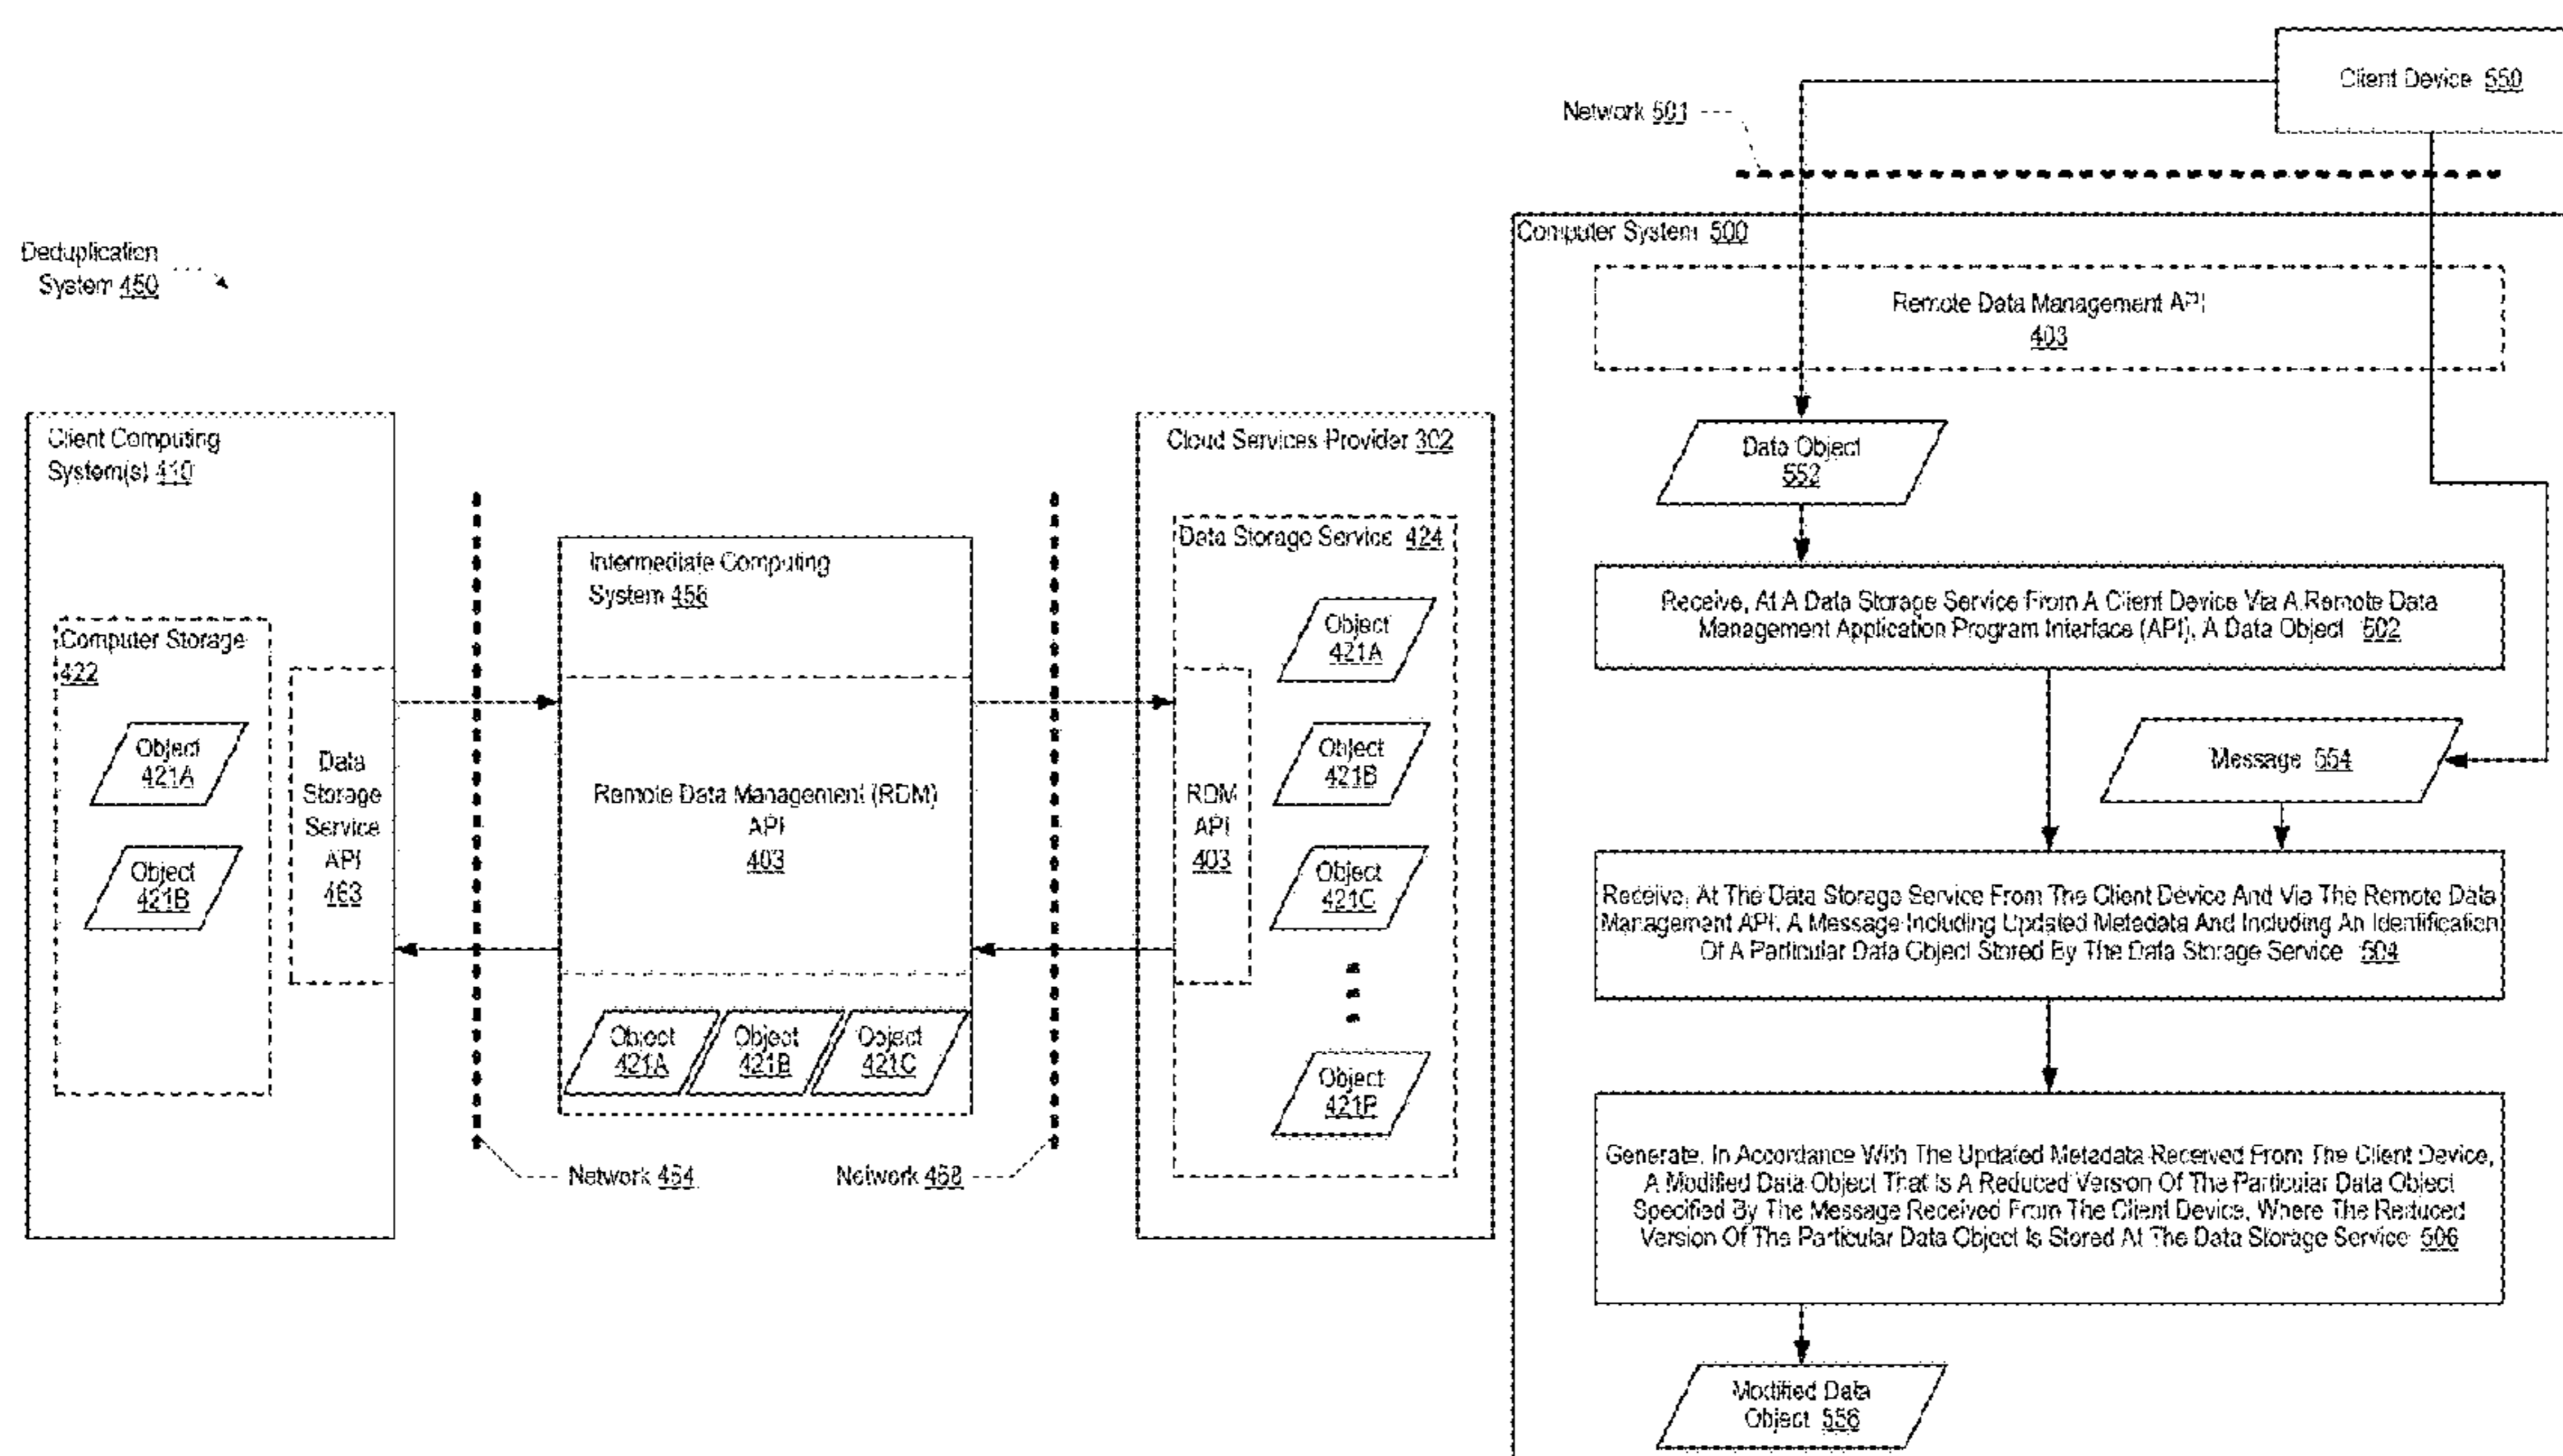 Deduplication
System 450
Client Computing
System(s) 410
Computer Storage
422
Object
421A
Object
421B
Data
Storage
Service
API
463
Intermediate Computing
System 456
Remote Data Management (RDM)
API
403
Object
421A
Object
421B
Object
421C
Network 454
Network 458
Cloud Services Provider 302
Data Storage Service 424
RDM
API
403
Object
421A
Object
421B
Object
421C
Object
421P
Client Device 550
Network 501
Computer System 500
Remote Data Management API
403
Data Object
552
Receive, At A Data Storage Service From A Client Device Via A Remote Data
Management Application Program Interface (API), A Data Object 502
Message 554
Receive, At The Data Storage Service From The Client Device And Via The Remote Data
Management API, A Message Including Updated Metadata And Including An Identification
Of A Particular Data Object Stored By The Data Storage Service 504
Generate, In Accordance With The Updated Metadata Received From The Client Device,
A Modified Data Object That Is A Reduced Version Of The Particular Data Object
Specified By The Message Received From The Client Device, Where The Reduced
Version Of The Particular Data Object Is Stored At The Data Storage Service 506
Modified Data
Object 556